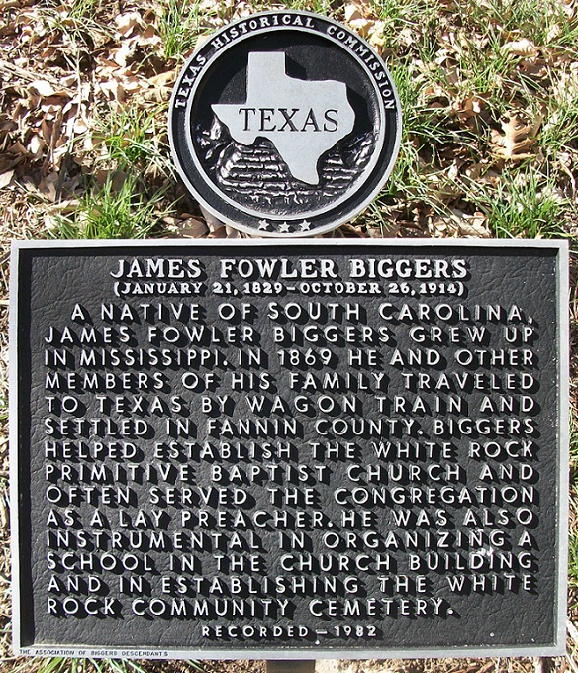 TEXAS HISTORICAL COMMISSION
TEXAS
JAMES FOWLER BIGGERS
(JANUARY 21, 1829 – OCTOBER 26, 1914)
A NATIVE OF SOUTH CAROLINA,
JAMES FOWLER BIGGERS GREW UP
IN MISSISSIPPI. IN 1869 HE AND OTHER
MEMBERS OF HIS FAMILY TRAVELED
TO TEXAS BY WAGON TRAIN AND
SETTLED IN FANNIN COUNTY. BIGGERS
HELPED ESTABLISH THE WHITE ROCK
PRIMITIVE BAPTIST CHURCH AND
OFTEN SERVED THE CONGREGATION
AS A LAY PREACHER. HE WAS ALSO
INSTRUMENTAL IN ORGANIZING A
SCHOOL IN THE CHURCH BUILDING
AND IN ESTABLISHING THE WHITE
ROCK COMMUNITY CEMETERY.
RECORDED – 1982
THE ASSOCIATION OF BIGGERS DESCENDANTS